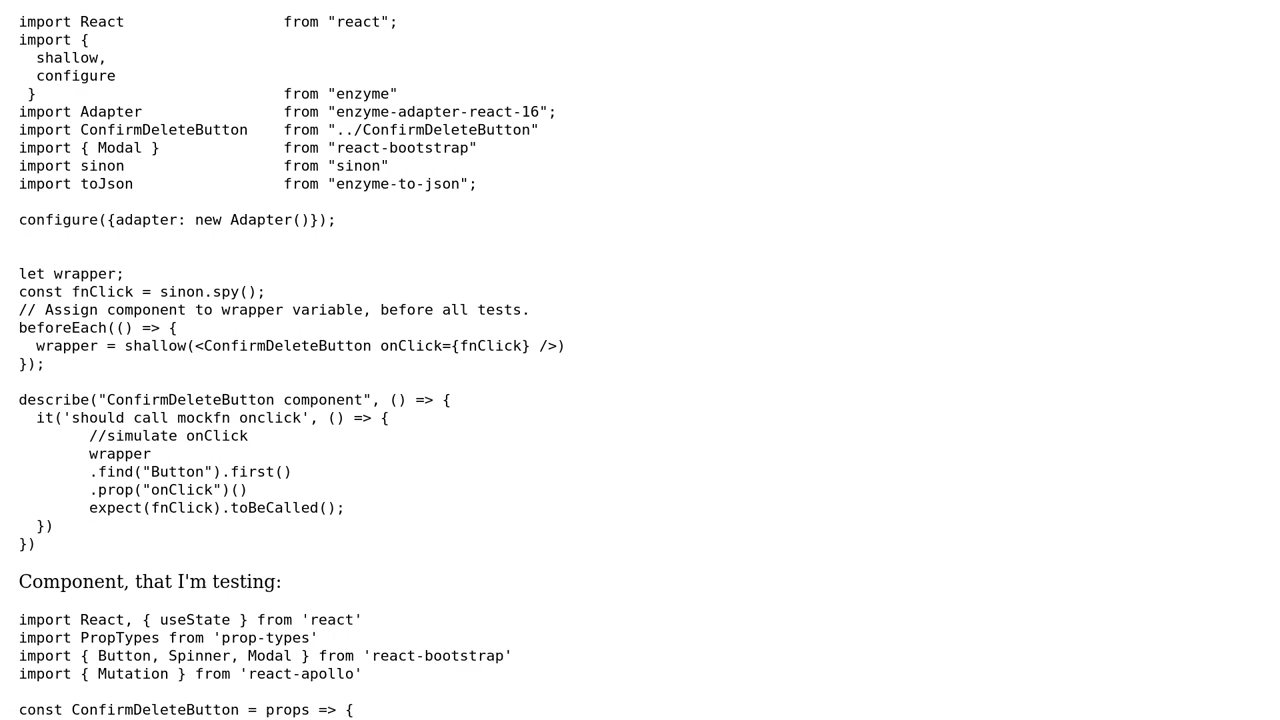 import React                  from "react";
import {
  shallow,
  configure
 }                            from "enzyme"
import Adapter                from "enzyme-adapter-react-16";
import ConfirmDeleteButton    from "../ConfirmDeleteButton"
import { Modal }              from "react-bootstrap"
import sinon                  from "sinon"
import toJson                 from "enzyme-to-json";

configure({adapter: new Adapter()});


let wrapper;
const fnClick = sinon.spy();
// Assign component to wrapper variable, before all tests.
beforeEach(() => {
  wrapper = shallow(<ConfirmDeleteButton onClick={fnClick} />)
});

describe("ConfirmDeleteButton component", () => {
  it('should call mockfn onclick', () => {
        //simulate onClick
        wrapper
        .find("Button").first()
        .prop("onClick")()
        expect(fnClick).toBeCalled();
  })
})

Component, that I'm testing:

import React, { useState } from 'react'
import PropTypes from 'prop-types'
import { Button, Spinner, Modal } from 'react-bootstrap'
import { Mutation } from 'react-apollo'

const ConfirmDeleteButton = props => {